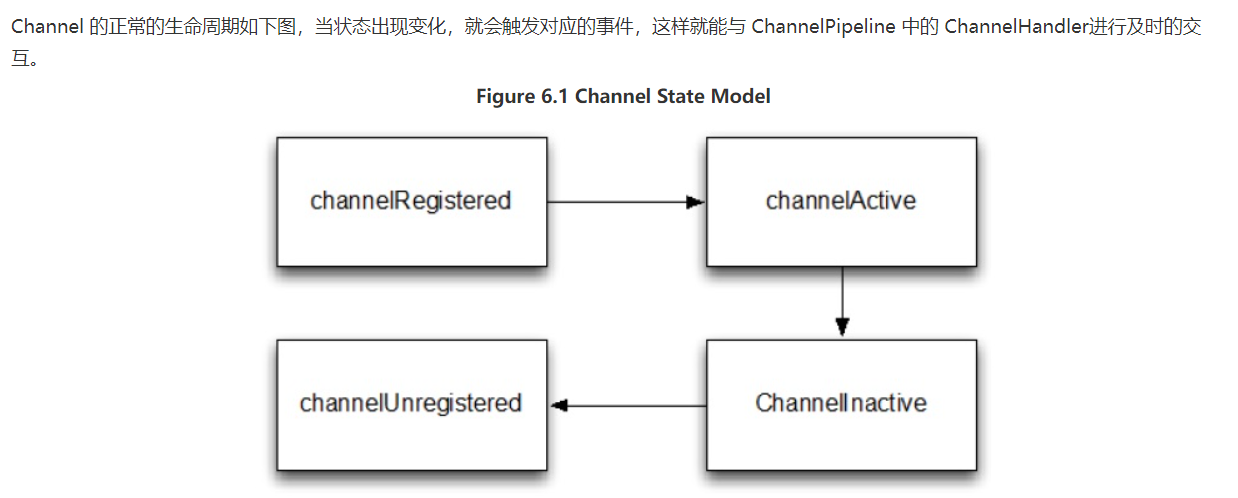 Channel 的正常的生命周期如下图，当状态出现变化，就会触发对应的事件，这样就能与 ChannelPipeline 中的 ChannelHandler进行及时的交
互。
Figure 6.1 Channel State Model
channelRegistered
channelActive
channelUnregistered
ChannelInactive